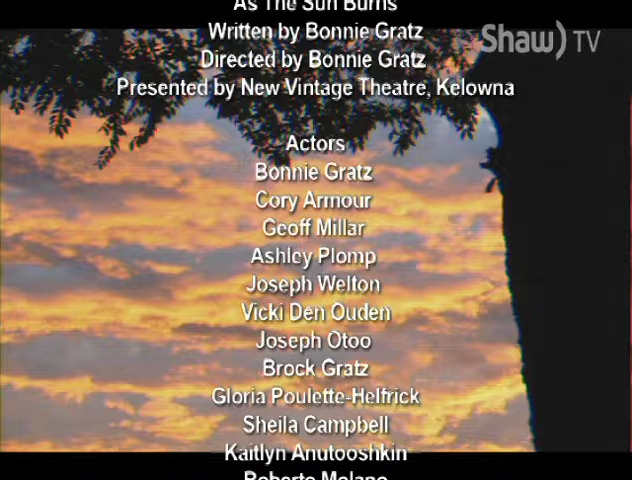 As The Sun Burns
Written by Bonnie Gratz
Shaw) TV
Directed by Bonnie Gratz
Presented by New Vintage Theatre, Kelowna
Actors
Bonnie Gratz
Cory Armour
Geoff Millar
Ashley Plomp
Joseph Welton
Vicki Den Ouden
Joseph Otoo
Brock Gratz
Gloria Poulette-Helfrick
Sheila Campbell
Kaitlyn Anutooshkin
Roberto Molano